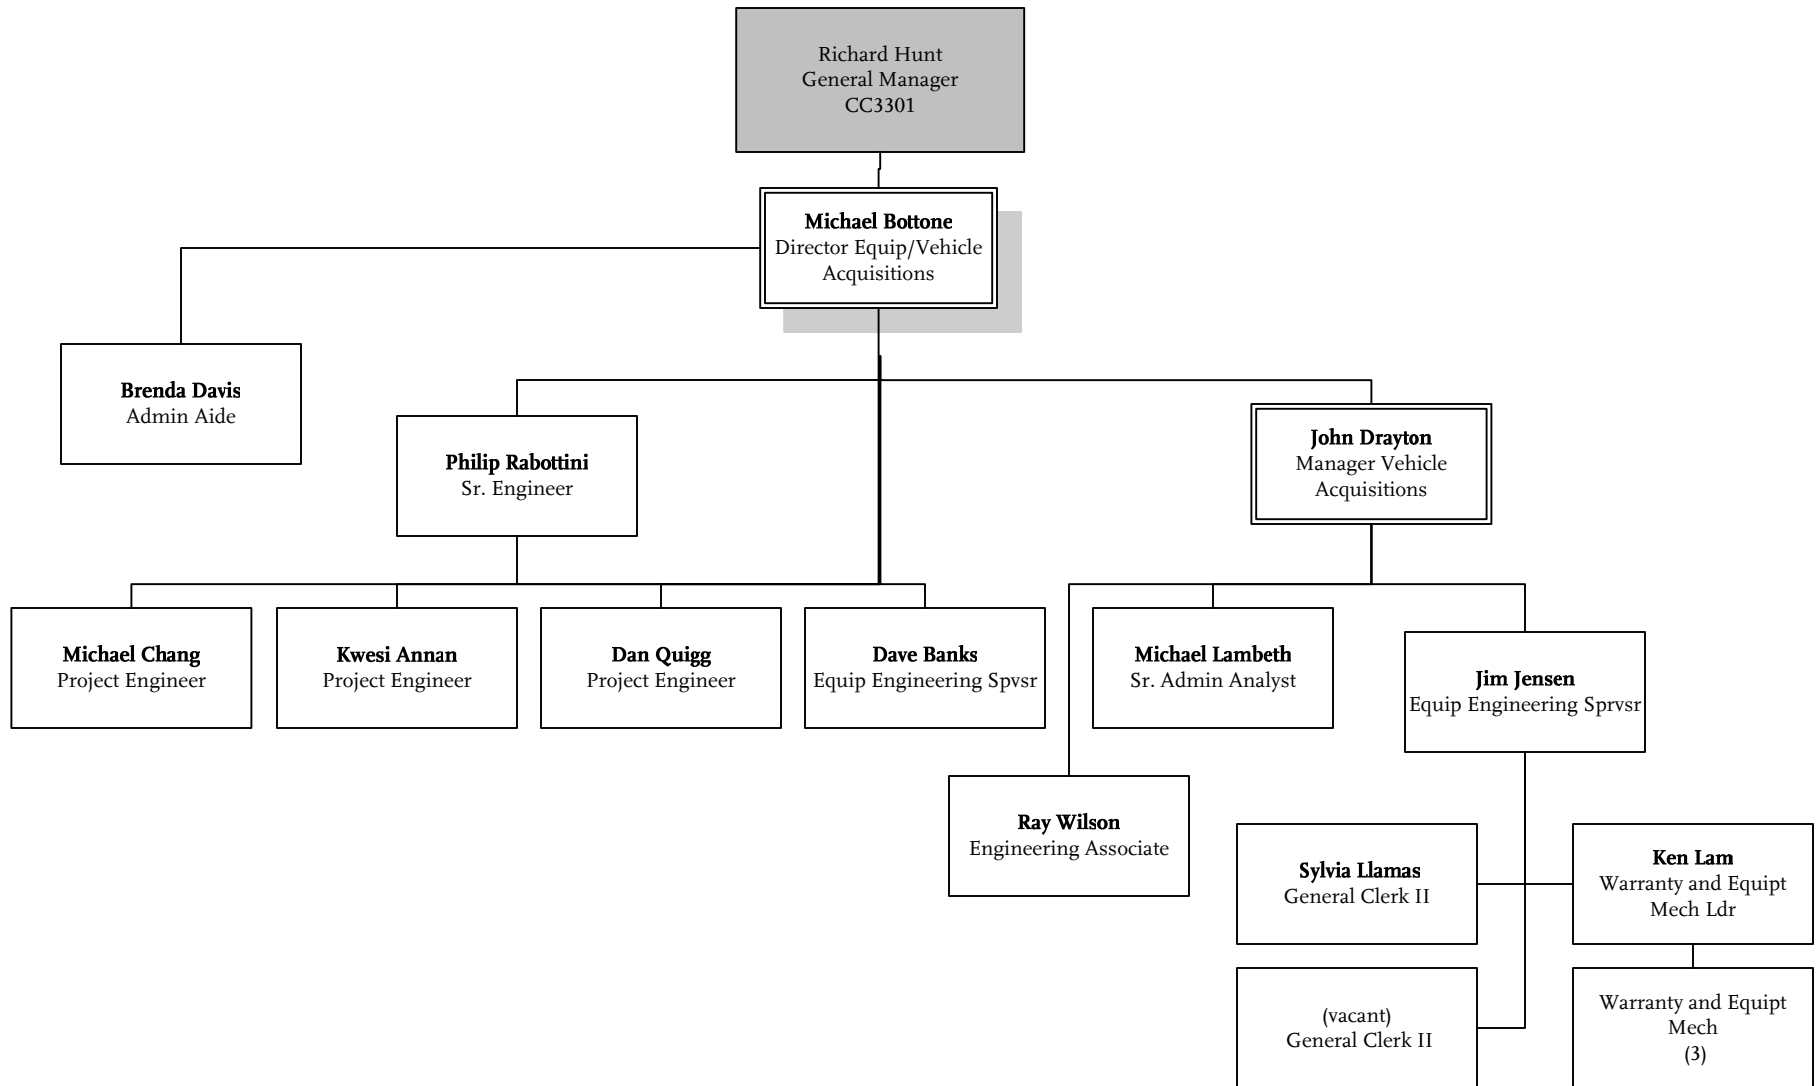 Richard Hunt
General Manager
CC3301
Michael Bottone
Director Equip/Vehicle
Acquisitions
Brenda Davis
Admin Aide
Philip Rabottini
Sr. Engineer
John Drayton
Manager Vehicle
Acquisitions
Michael Chang
Project Engineer
Kwesi Annan
Project Engineer
Dan Quigg
Project Engineer
Dave Banks
Equip Engineering Spvsr
Michael Lambeth
Sr. Admin Analyst
Jim Jensen
Equip Engineering Sprvsr
Ray Wilson
Engineering Associate
Sylvia Llamas
General Clerk II
Ken Lam
Warranty and Equipt
Mech Ldr
(vacant)
General Clerk II
Warranty and Equipt
Mech
(3)